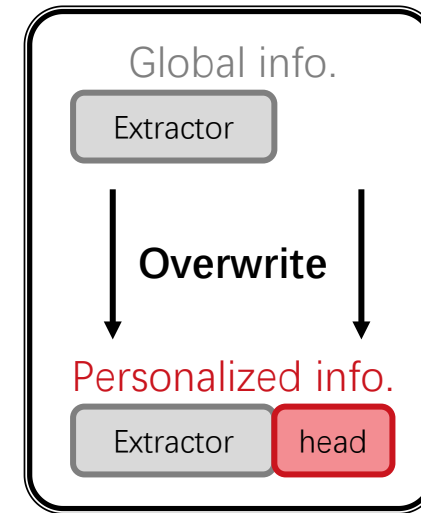 Global info.
Extractor
Overwrite
Personalized info.
Extractor head